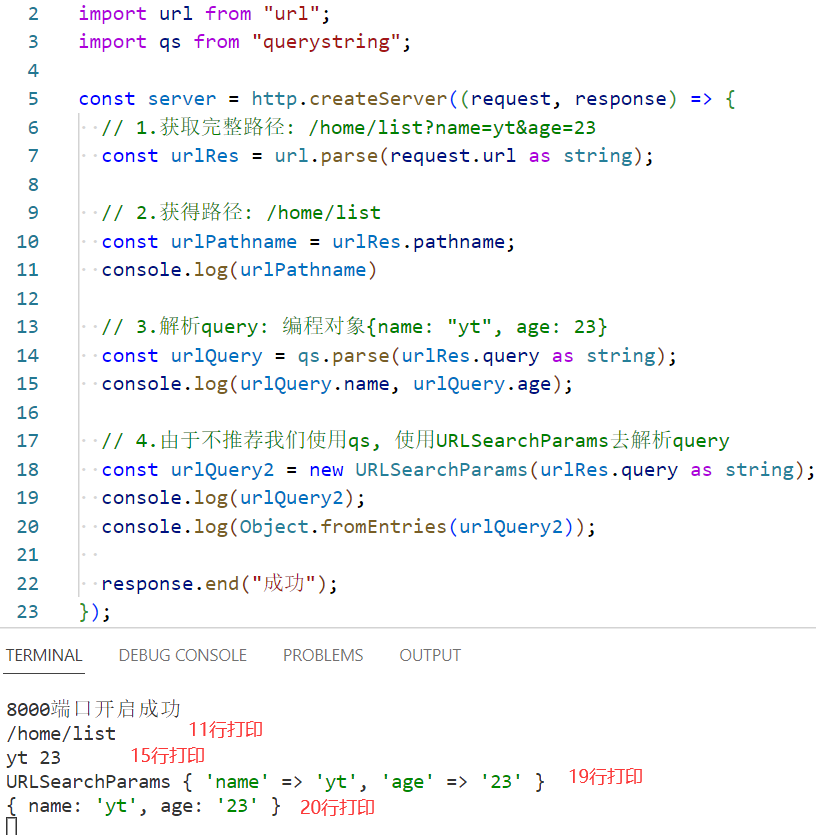 2 import url from "url";
3 import qs from "querystring";
4
5 const server = http.createServer((request, response) => {
6 // 1.获取完整路径: /home/list?name=yt&age=23
7 const urlRes = url.parse(request.url as string);
8
9 // 2.获得路径: /home/list
10 const urlPathname = urlRes.pathname;
11 console.log(urlPathname)
12
13 // 3.解析query: 编程对象{name: "yt", age: 23}
14 const urlQuery = qs.parse(urlRes.query as string);
15 console.log(urlQuery.name, urlQuery.age);
16
17 // 4.由于不推荐我们使用qs, 使用URLSearchParams去解析query
18 const urlQuery2 = new URLSearchParams(urlRes.query as string);
19 console.log(urlQuery2);
20 console.log(Object.fromEntries(urlQuery2));
21
22 response.end("成功");
23 });
TERMINAL DEBUG CONSOLE PROBLEMS OUTPUT
8000端口开启成功
/home/list 11行打印
yt 23 15行打印
URLSearchParams { 'name' => 'yt', 'age' => '23' } 19行打印
{ name: 'yt', age: '23' } 20行打印